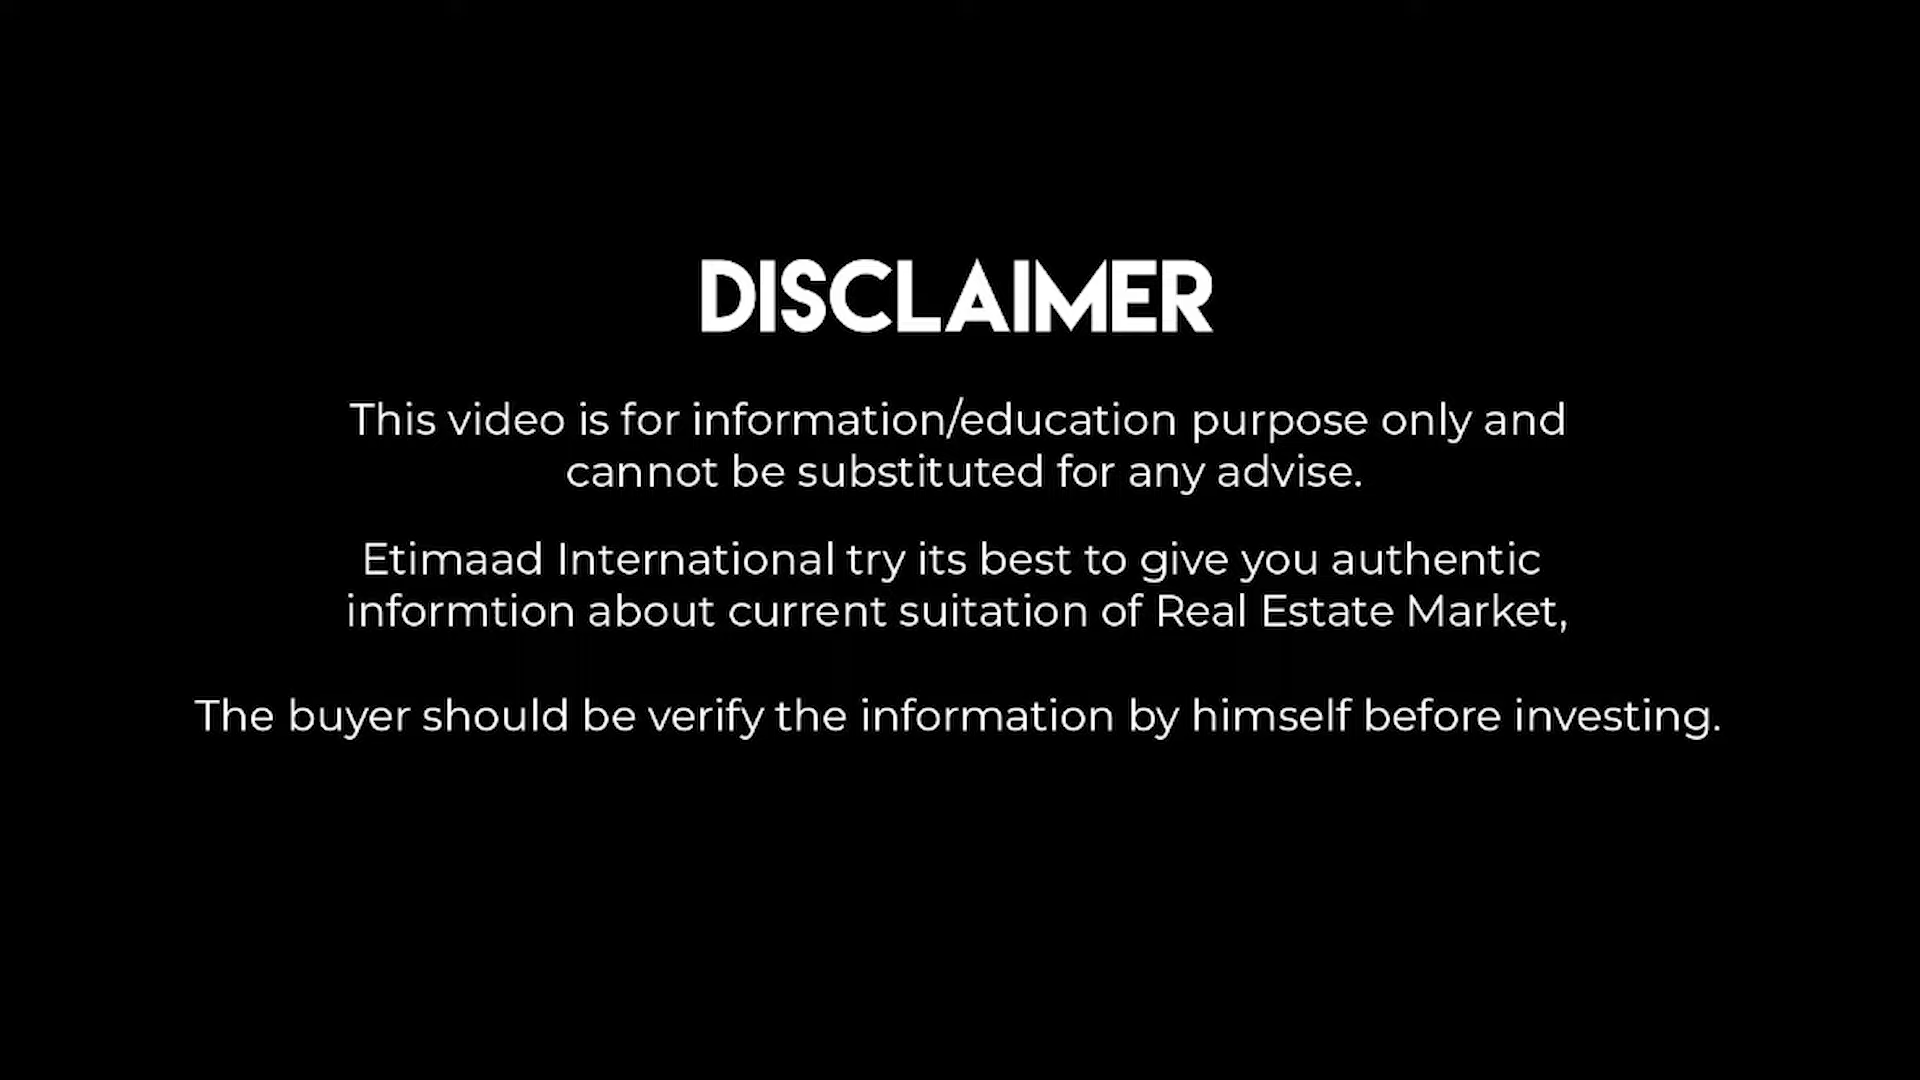 DISCLAIMER
This video is for information/education purpose only and
cannot be substituted for any advise.
Etimaad International try its best to give you authentic
informtion about current suitation of Real Estate Market,
The buyer should be verify the information by himself before investing.